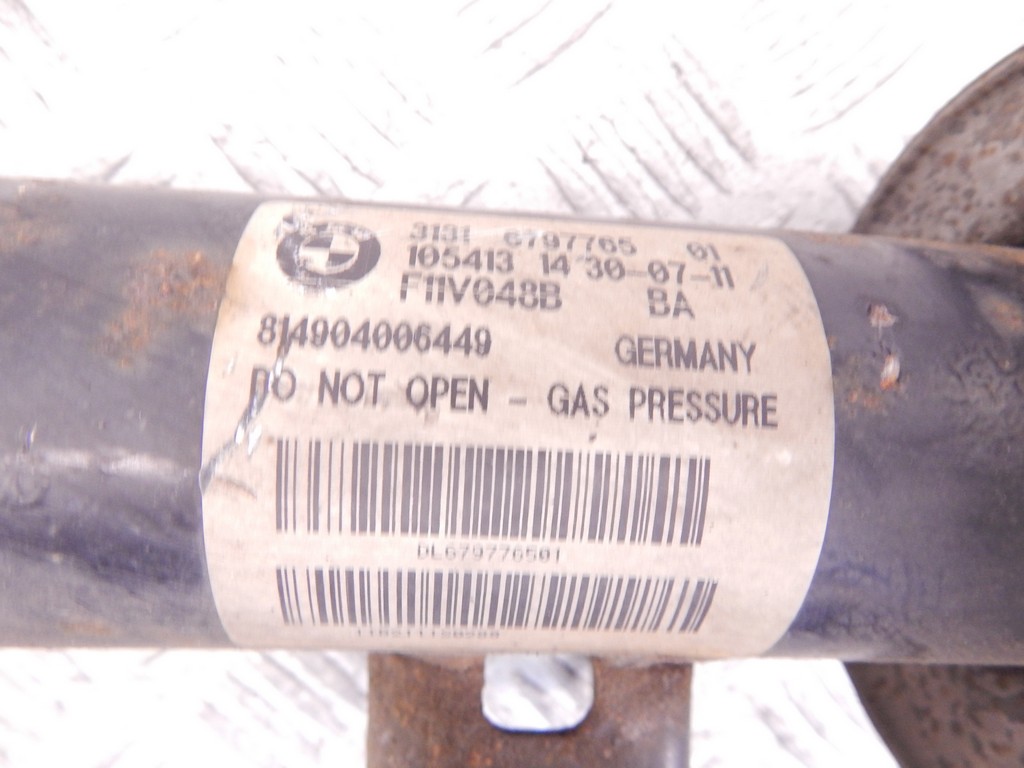 3131 6797765 01
105413 14 30-07-11
F11V048B BA
814904006449 GERMANY
DO NOT OPEN - GAS PRESSURE
DL679776501